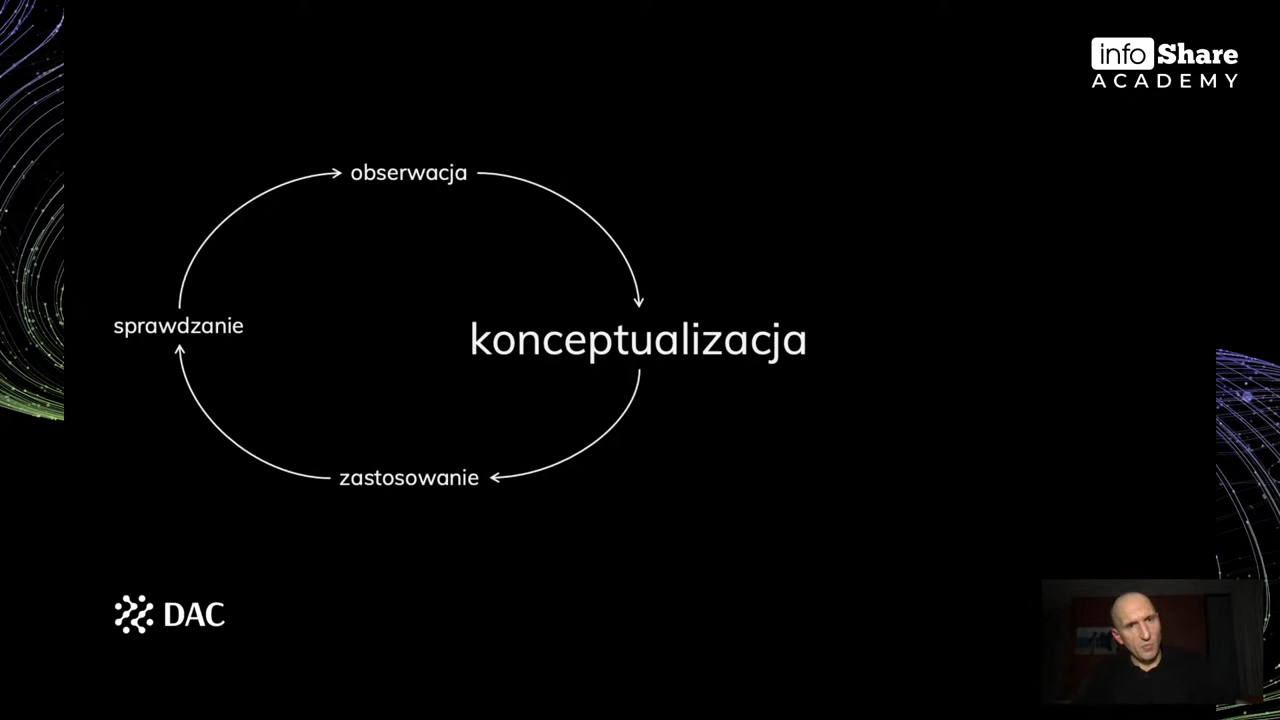 info Share
ACADEMY
obserwacja
sprawdzanie
konceptualizacja
zastosowanie
DAC